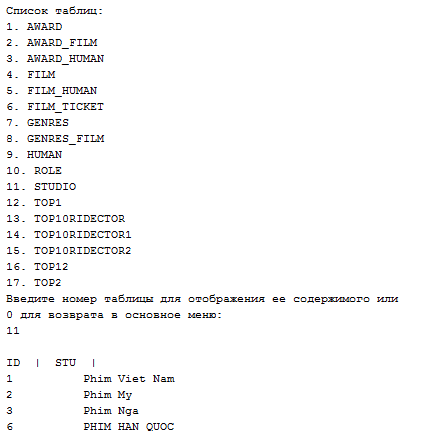 Список таблиц:
1. AWARD
2. AWARD_FILM
3. AWARD_HUMAN
4. FILM
5. FILM_HUMAN
6. FILM_TICKET
7. GENRES
8. GENRES_FILM
9. HUMAN
10. ROLE
11. STUDIO
12. TOP1
13. TOP10RIDECTOR
14. TOP10RIDECTOR1
15. TOP10RIDECTOR2
16. TOP12
17. TOP2
Введите номер таблицы для отображения ее содержимого или
0 для возврата в основное меню:
11
ID | STU |
1 Phim Viet Nam
2 Phim My
3 Phim Nga
6 PHIM HAN QUOC